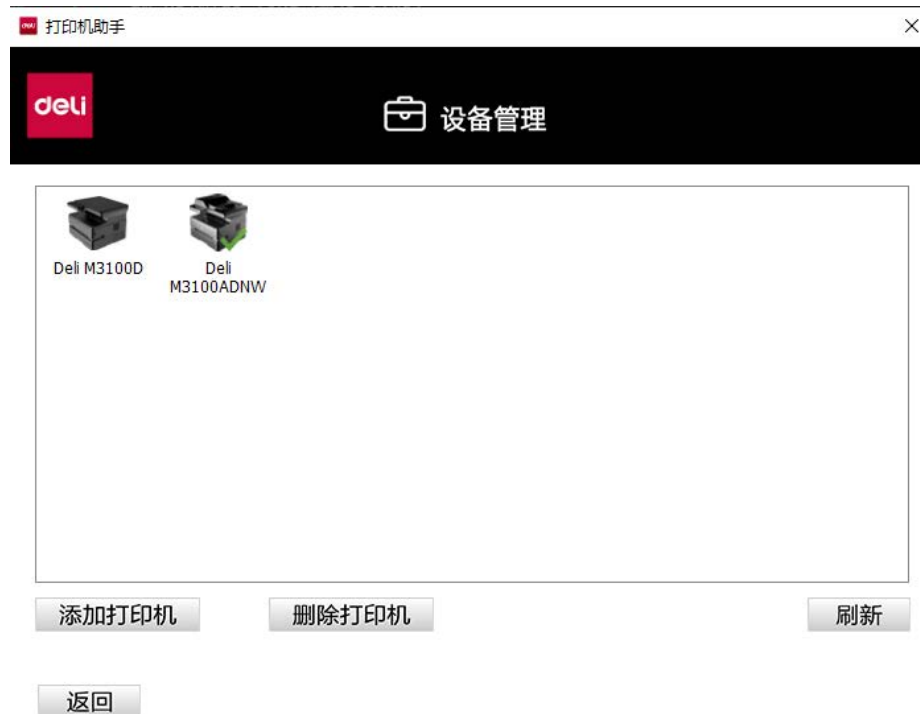 deli 打印机助手
deli
设备管理
Deli M3100D
Deli
M3100ADNW
添加打印机
删除打印机
刷新
返回